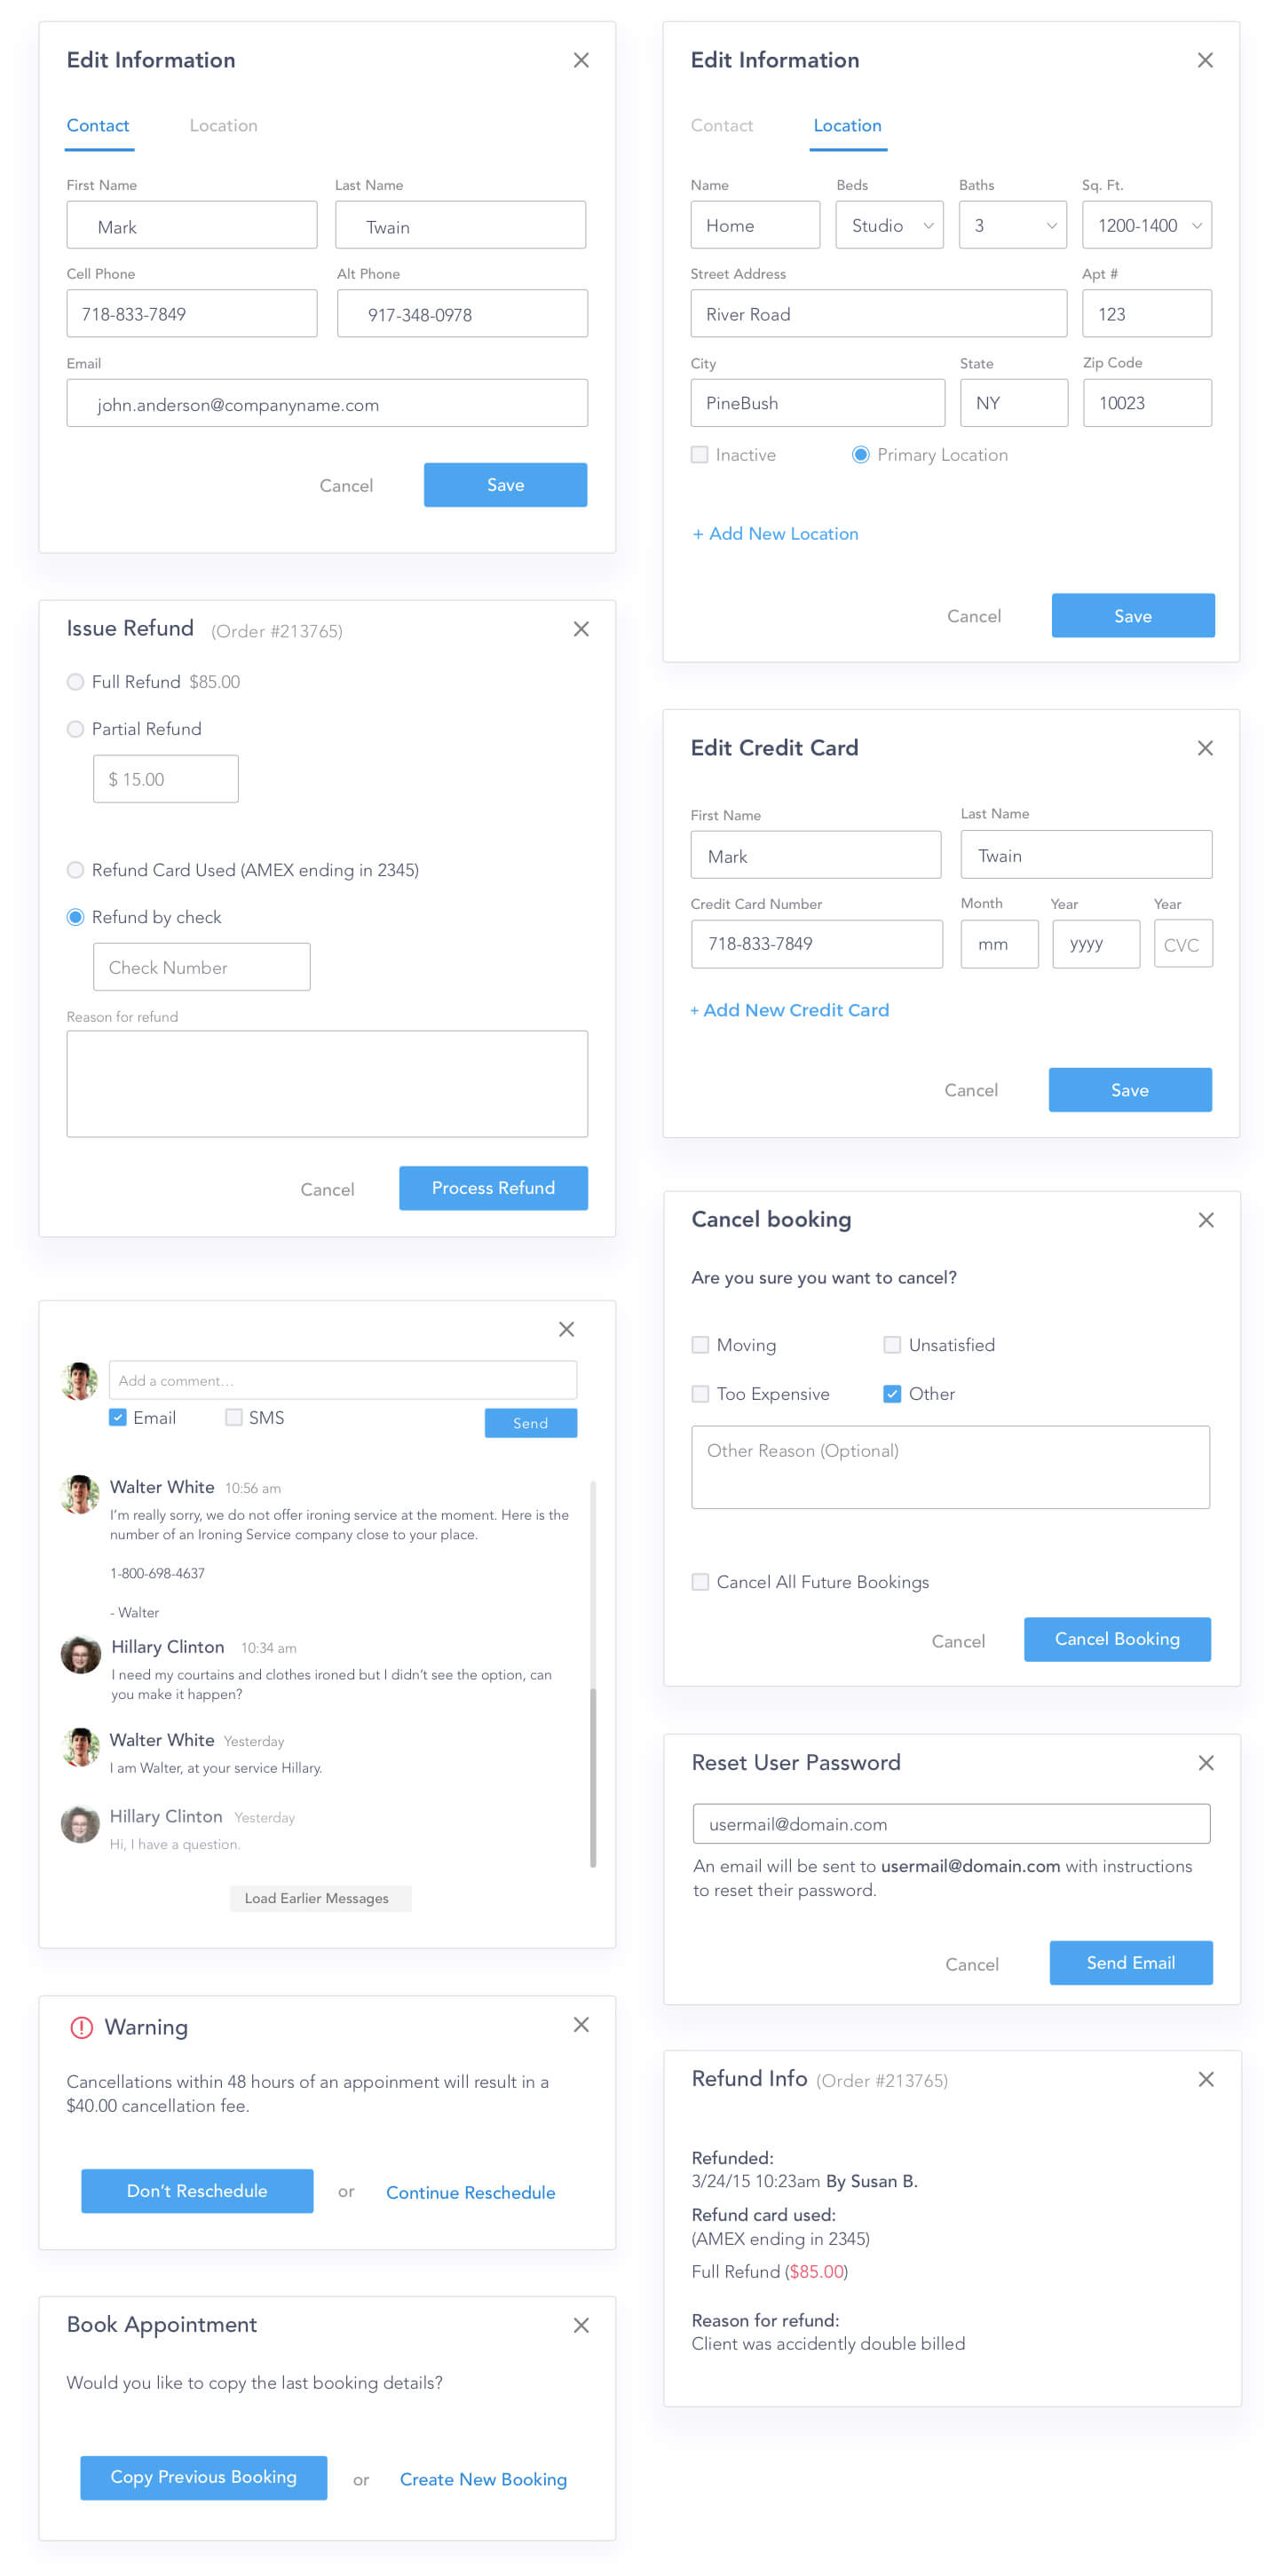 Edit Information
Contact Location
First Name Last Name
Mark Twain
Cell Phone Alt Phone
718-833-7849 917-348-0978
Email
john.anderson@companyname.com
Cancel Save
Issue Refund (Order #213765)
Full Refund $85.00
Partial Refund
$ 15.00
Refund Card Used (AMEX ending in 2345)
Refund by check
Check Number
Reason for refund
Cancel Process Refund
Add a comment...
Email SMS Send
Walter White 10:56 am
I'm really sorry, we do not offer ironing service at the moment. Here is the
number of an Ironing Service company close to your place.
1-800-698-4637
- Walter
Hillary Clinton 10:34 am
I need my courtains and clothes ironed but I didn't see the option, can
you make it happen?
Walter White Yesterday
I am Walter, at your service Hillary.
Hillary Clinton Yesterday
Hi, I have a question.
Load Earlier Messages
Warning
Cancellations within 48 hours of an appoinment will result in a
$40.00 cancellation fee.
Don't Reschedule or Continue Reschedule
Book Appointment
Would you like to copy the last booking details?
Copy Previous Booking or Create New Booking
Edit Information
Contact Location
Name Beds Baths Sq. Ft.
Home Studio 3 1200-1400
Street Address Apt #
River Road 123
City State Zip Code
PineBush NY 10023
Inactive Primary Location
+ Add New Location
Cancel Save
Edit Credit Card
First Name Last Name
Mark Twain
Credit Card Number Month Year Year
718-833-7849 mm yyyy CVC
+ Add New Credit Card
Cancel Save
Cancel booking
Are you sure you want to cancel?
Moving Unsatisfied
Too Expensive Other
Other Reason (Optional)
Cancel All Future Bookings
Cancel Cancel Booking
Reset User Password
usermail@domain.com
An email will be sent to usermail@domain.com with instructions
to reset their password.
Cancel Send Email
Refund Info (Order #213765)
Refunded:
3/24/15 10:23am By Susan B.
Refund card used:
(AMEX ending in 2345)
Full Refund ($85.00)
Reason for refund:
Client was accidently double billed